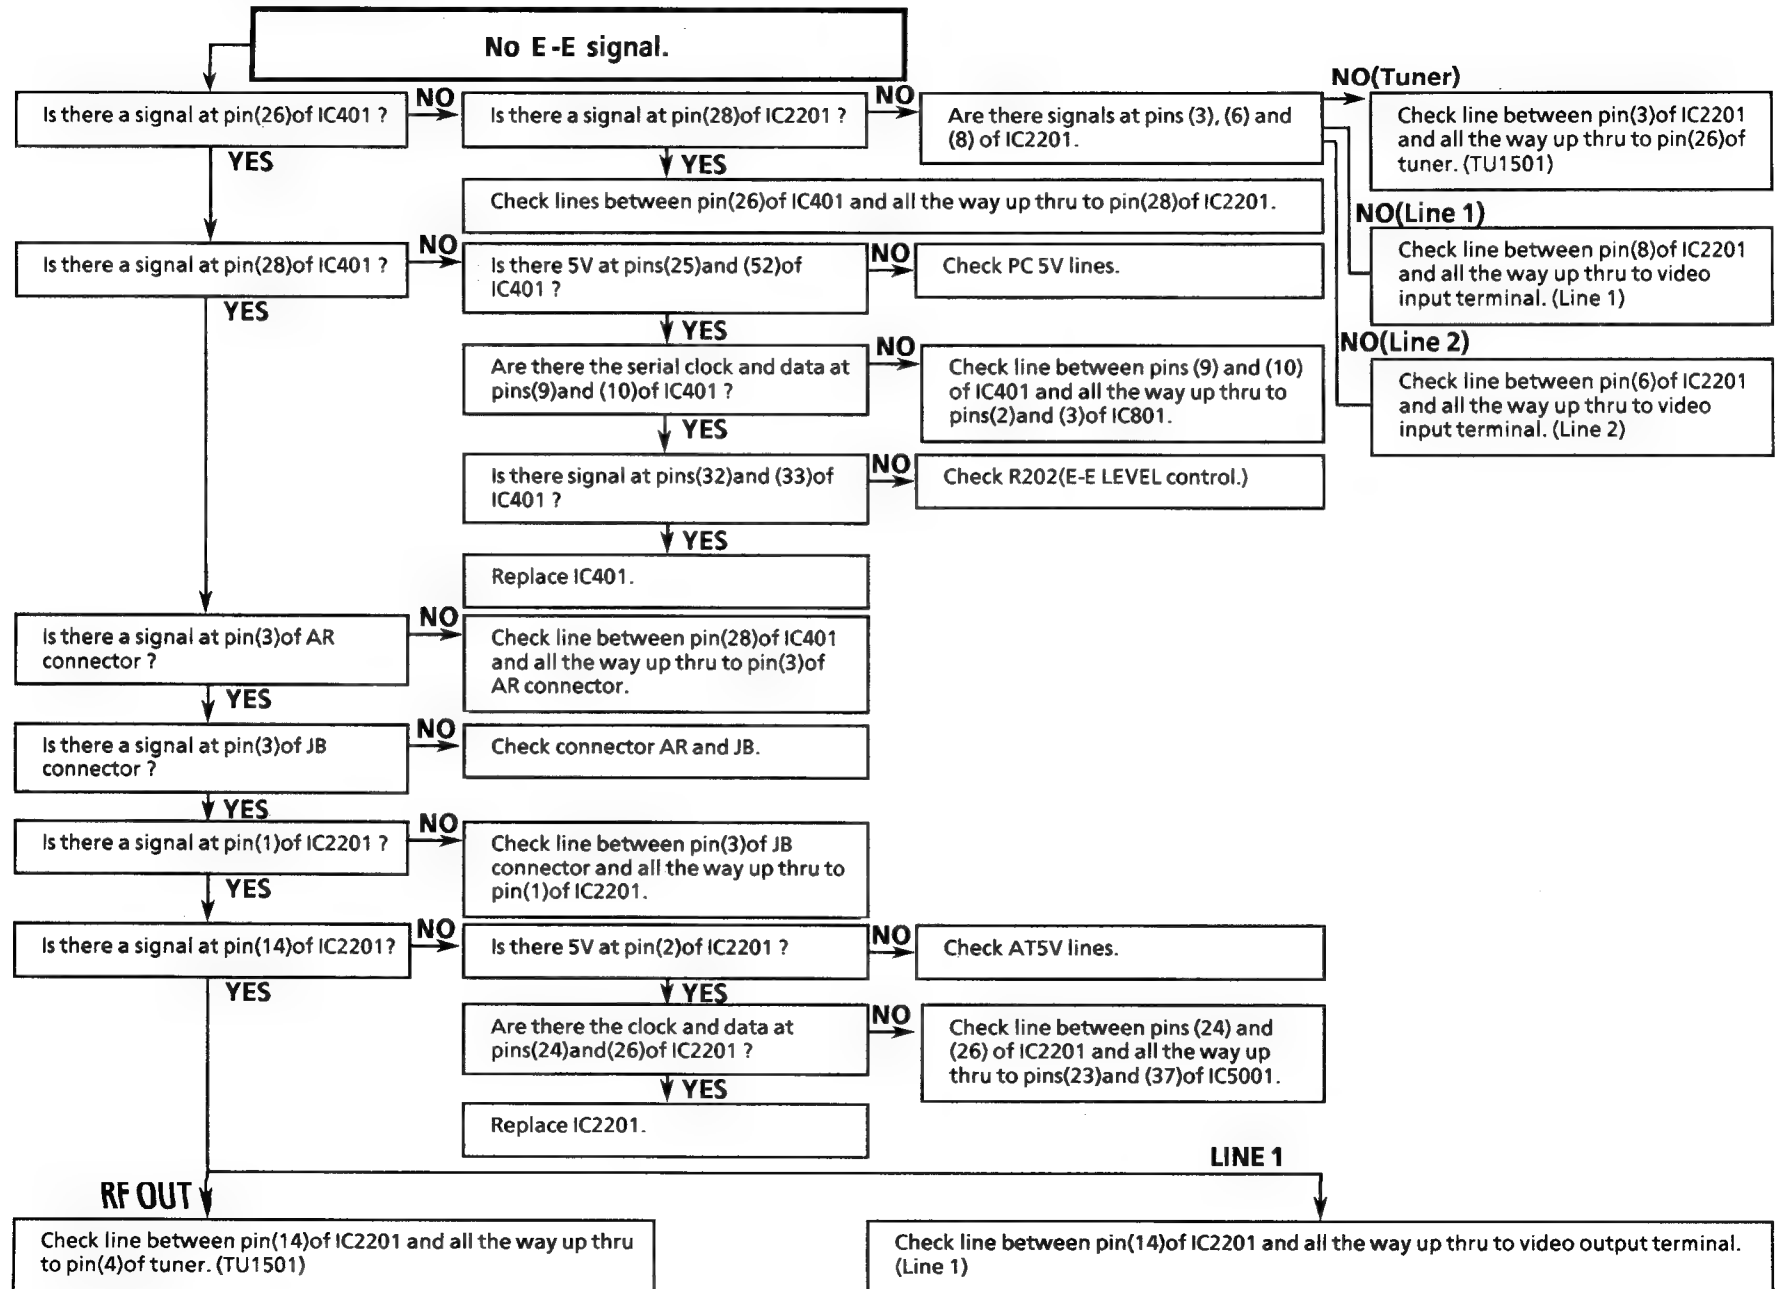 No E-E signal.
Is there a signal at pin(26)of IC401 ?
NO
Is there a signal at pin(28)of IC2201 ?
NO
Are there signals at pins (3), (6) and
(8) of IC2201.
NO(Tuner)
Check line between pin(3)of IC2201
and all the way up thru to pin(26)of
tuner. (TU1501)
YES
YES
Check lines between pin(26)of IC401 and all the way up thru to pin(28)of IC2201.
NO(Line 1)
Check line between pin(8)of IC2201
and all the way up thru to video
input terminal. (Line 1)
Is there a signal at pin(28)of IC401 ?
NO
Is there 5V at pins(25)and (52)of
IC401 ?
NO
Check PC 5V lines.
YES
YES
NO(Line 2)
Check line between pin(6)of IC2201
and all the way up thru to video
input terminal. (Line 2)
Are there the serial clock and data at
pins(9)and (10)of IC401 ?
NO
Check line between pins (9) and (10)
of IC401 and all the way up thru to
pins(2)and (3)of IC801.
YES
Is there signal at pins(32)and (33)of
IC401 ?
NO
Check R202(E-E LEVEL control.)
YES
Replace IC401.
Is there a signal at pin(3)of AR
connector ?
NO
Check line between pin(28)of IC401
and all the way up thru to pin(3)of
AR connector.
YES
Is there a signal at pin(3)of JB
connector ?
NO
Check connector AR and JB.
YES
Is there a signal at pin(1)of IC2201 ?
NO
Check line between pin(3)of JB
connector and all the way up thru to
pin(1)of IC2201.
YES
Is there a signal at pin(14)of IC2201?
NO
Is there 5V at pin(2)of IC2201 ?
NO
Check AT5V lines.
YES
YES
Are there the clock and data at
pins(24)and(26)of IC2201 ?
NO
Check line between pins (24) and
(26) of IC2201 and all the way up
thru to pins(23)and (37)of IC5001.
YES
Replace IC2201.
LINE 1
RF OUT
Check line between pin(14)of IC2201 and all the way up thru
to pin(4)of tuner. (TU1501)
Check line between pin(14)of IC2201 and all the way up thru to video output terminal.
(Line 1)